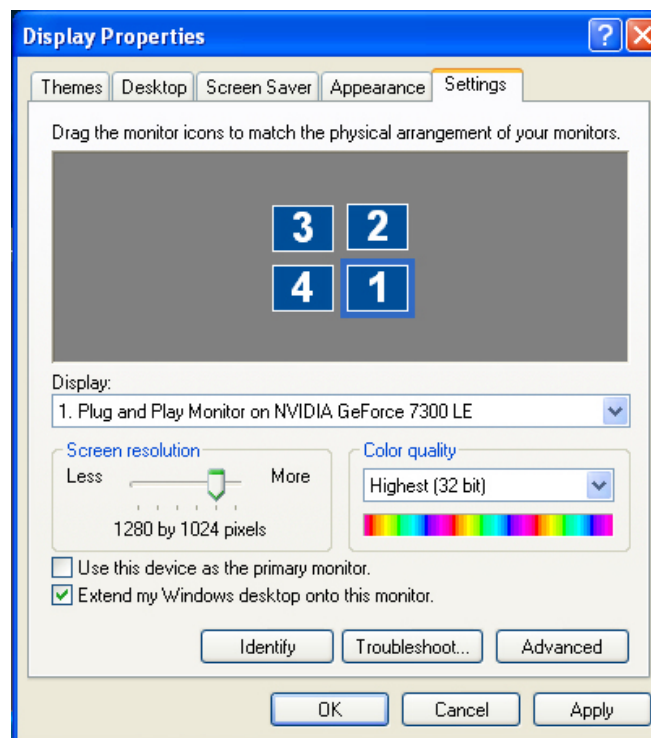 Display Properties
Themes Desktop Screen Saver Appearance Settings
Drag the monitor icons to match the physical arrangement of your monitors.
3 2
4 1
Display:
1. Plug and Play Monitor on NVIDIA GeForce 7300 LE
Screen resolution
Less More
1280 by 1024 pixels
Color quality
Highest (32 bit)
Use this device as the primary monitor.
Extend my Windows desktop onto this monitor.
Identify Troubleshoot... Advanced
OK Cancel Apply